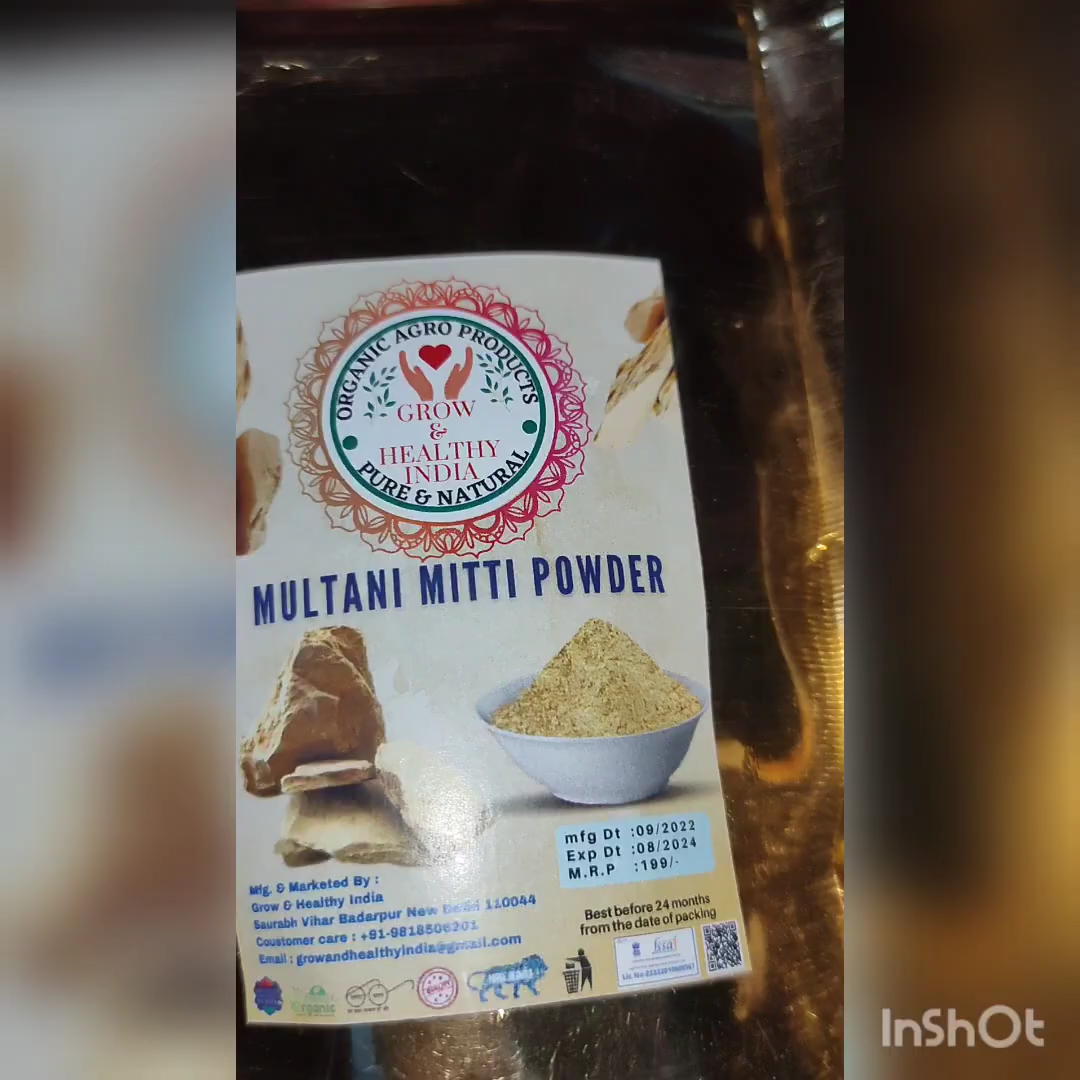 ORGANIC AGRO PRODUCTS
GROW
&
HEALTHY
INDIA
PURE & NATURAL
MULTANI MITTI POWDER
mfg Dt :09/2022
Exp Dt :08/2024
M.R.P :199/-
Mfg. & Marketed By :
Grow & Healthy India
Saurabh Vihar Badarpur New Delhi 110044
Coustomer care : +91-9818506201
Email : growandhealthyindia@gmail.com
Best before 24 months
from the date of packing
fssai
Organic
InShOt